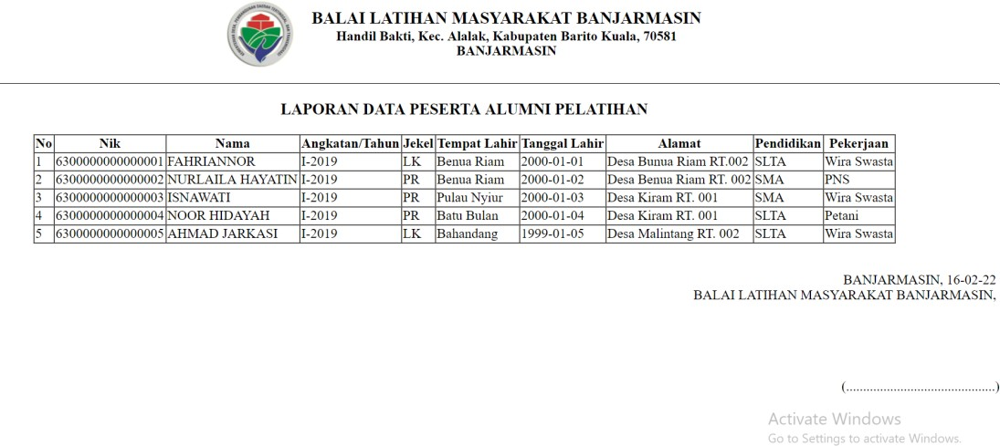 BALAI LATIHAN MASYARAKAT BANJARMASIN
Handil Bakti, Kec. Alalak, Kabupaten Barito Kuala, 70581
BANJARMASIN
LAPORAN DATA PESERTA ALUMNI PELATIHAN
No Nik Nama Angkatan/Tahun Jekel Tempat Lahir Tanggal Lahir Alamat Pendidikan Pekerjaan
1 6300000000000001 FAHRIANNOR I-2019 LK Benua Riam 2000-01-01 Desa Bunua Riam RT.002 SLTA Wira Swasta
2 6300000000000002 NURLAILA HAYATIN I-2019 PR Benua Riam 2000-01-02 Desa Benua Riam RT. 002 SMA PNS
3 6300000000000003 ISNAWATI I-2019 PR Pulau Nyiur 2000-01-03 Desa Kiram RT. 001 SMA Wira Swasta
4 6300000000000004 NOOR HIDAYAH I-2019 PR Batu Bulan 2000-01-04 Desa Kiram RT. 001 SLTA Petani
5 6300000000000005 AHMAD JARKASI I-2019 LK Bahandang 1999-01-05 Desa Malintang RT. 002 SLTA Wira Swasta
BANJARMASIN, 16-02-22
BALAI LATIHAN MASYARAKAT BANJARMASIN,
(.............................................)
Activate Windows
Go to Settings to activate Windows.